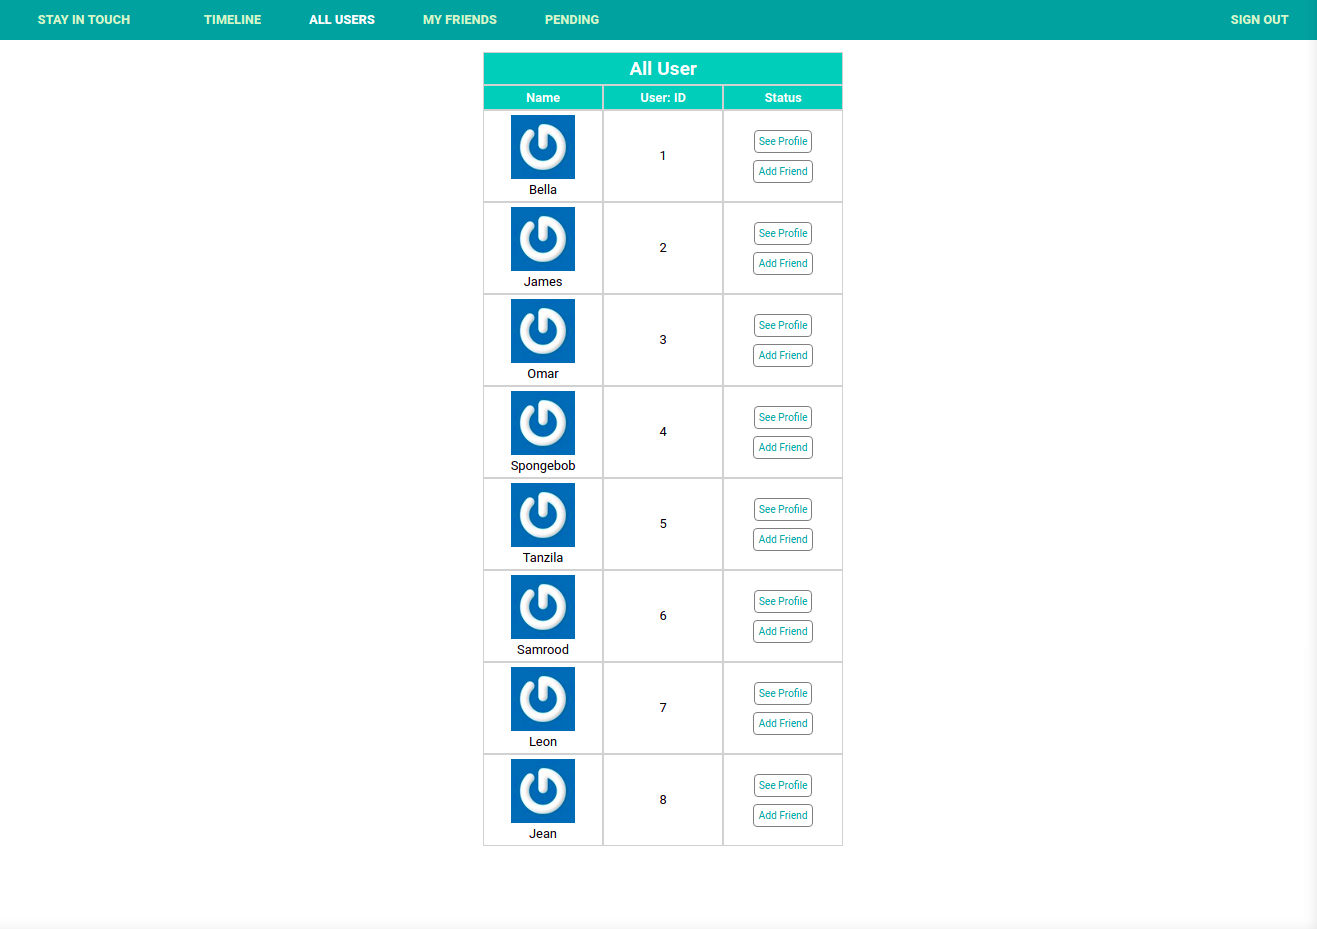 STAY IN TOUCH TIMELINE ALL USERS MY FRIENDS PENDING SIGN OUT
All User
Name User: ID Status
See Profile
1
Add Friend
Bella
See Profile
2
Add Friend
James
See Profile
3
Add Friend
Omar
See Profile
4
Add Friend
Spongebob
See Profile
5
Add Friend
Tanzila
See Profile
6
Add Friend
Samrood
See Profile
7
Add Friend
Leon
See Profile
8
Add Friend
Jean